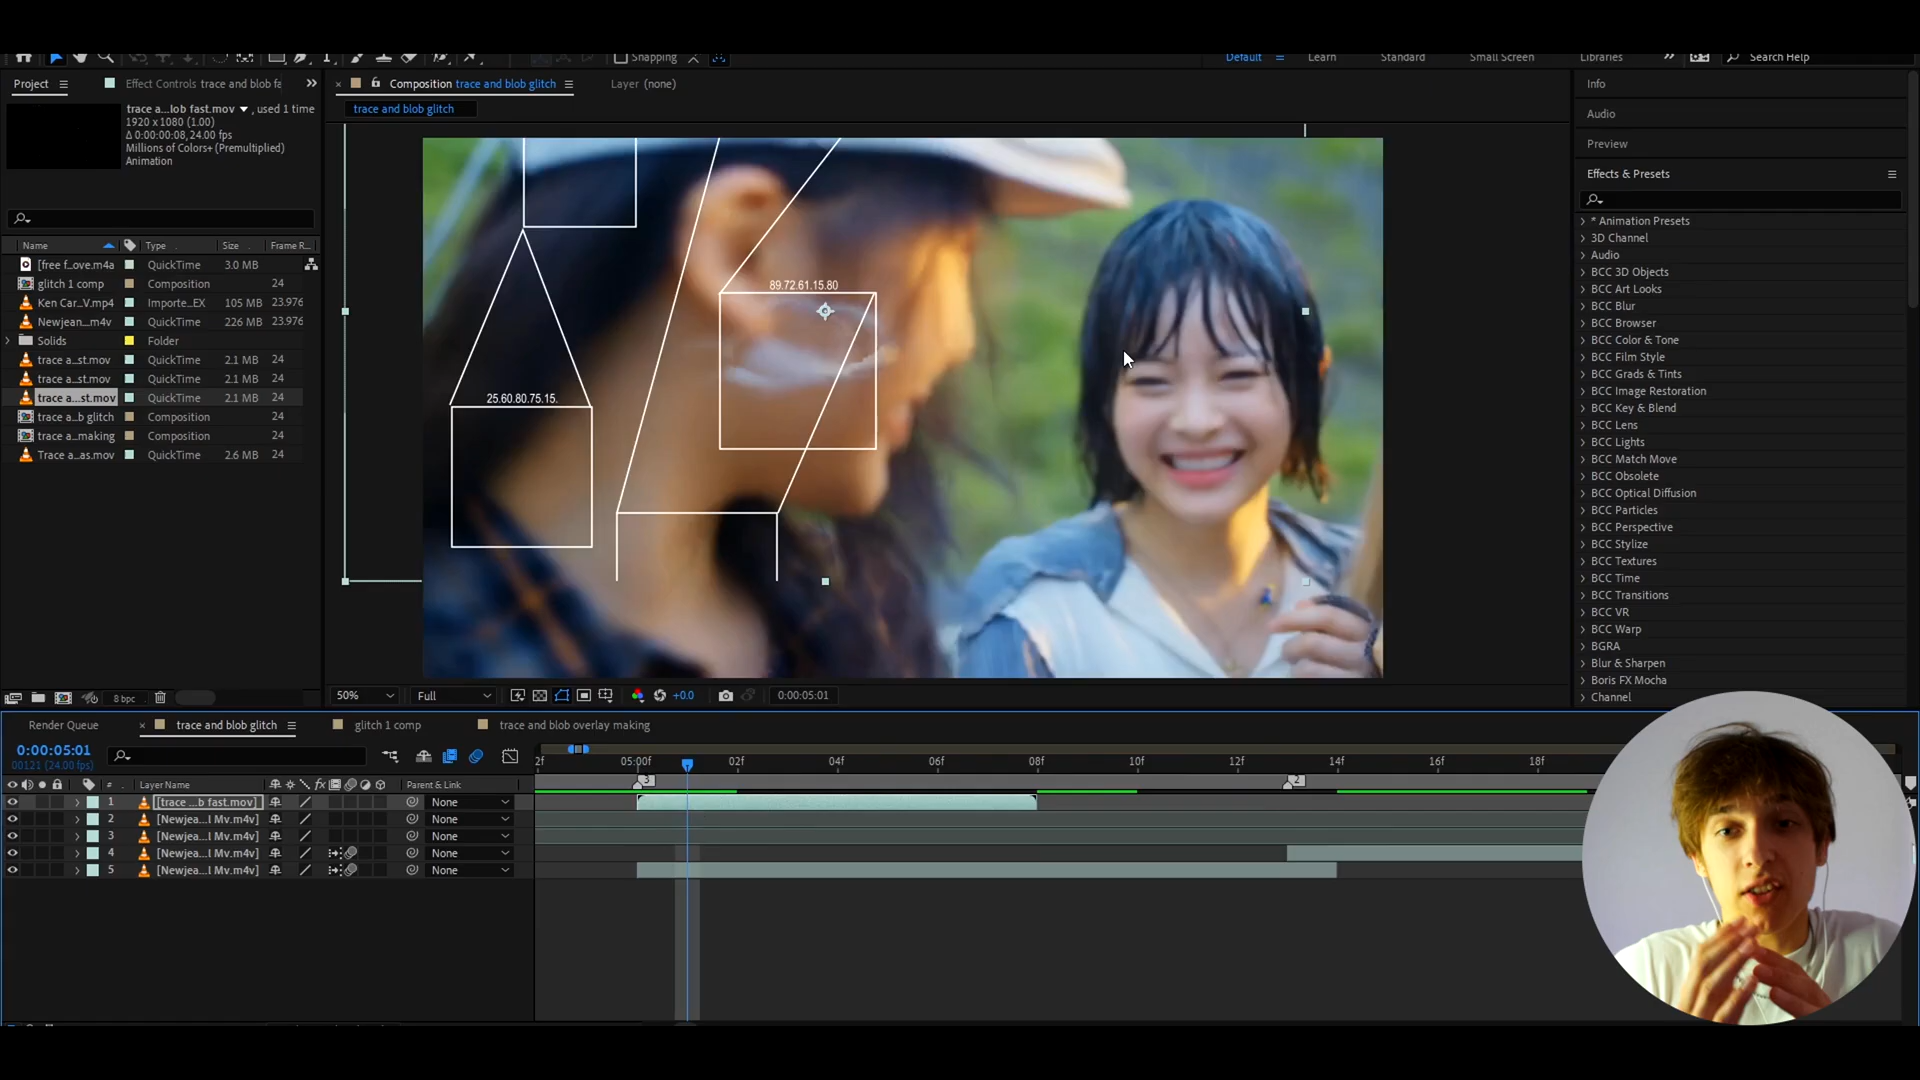 Snapping
Default
Learn
Standard
Small Screen
Libraries
Search Help
Project
Effect Controls trace and blob fa
Composition trace and blob glitch
Layer (none)
trace and blob glitch
trace a...lob fast.mov , used 1 time
1920 x 1080 (1.00)
Δ 0:00:00:08, 24.00 fps
Millions of Colors+ (Premultiplied)
Animation
Name Type Size Frame R...
[free f...ove.m4a QuickTime 3.0 MB
glitch 1 comp Composition 24
Ken Car...V.mp4 Importe...EX 105 MB 23.976
Newjean...m4v QuickTime 226 MB 23.976
Solids Folder
trace a...st.mov QuickTime 2.1 MB 24
trace a...st.mov QuickTime 2.1 MB 24
trace a...st.mov QuickTime 2.1 MB 24
trace a...b glitch Composition 24
trace a...making Composition 24
Trace a...as.mov QuickTime 2.6 MB 24
8 bpc
89.72.61.15.80
25.60.80.75.15.
50%
Full
+0.0
0:00:05:01
Info
Audio
Preview
Effects & Presets
* Animation Presets
3D Channel
Audio
BCC 3D Objects
BCC Art Looks
BCC Blur
BCC Browser
BCC Color & Tone
BCC Film Style
BCC Grads & Tints
BCC Image Restoration
BCC Key & Blend
BCC Lens
BCC Lights
BCC Match Move
BCC Obsolete
BCC Optical Diffusion
BCC Particles
BCC Perspective
BCC Stylize
BCC Textures
BCC Time
BCC Transitions
BCC VR
BCC Warp
BGRA
Blur & Sharpen
Boris FX Mocha
Channel
Render Queue
trace and blob glitch
glitch 1 comp
trace and blob overlay making
0:00:05:01
00121 (24.00 fps)
2f 05:00f 02f 04f 06f 08f 10f 12f 14f 16f 18f
3
2
# Layer Name fx Parent & Link
1 [trace ...b fast.mov] None
2 [Newjea...l Mv.m4v] None
3 [Newjea...l Mv.m4v] None
4 [Newjea...l Mv.m4v] None
5 [Newjea...l Mv.m4v] None